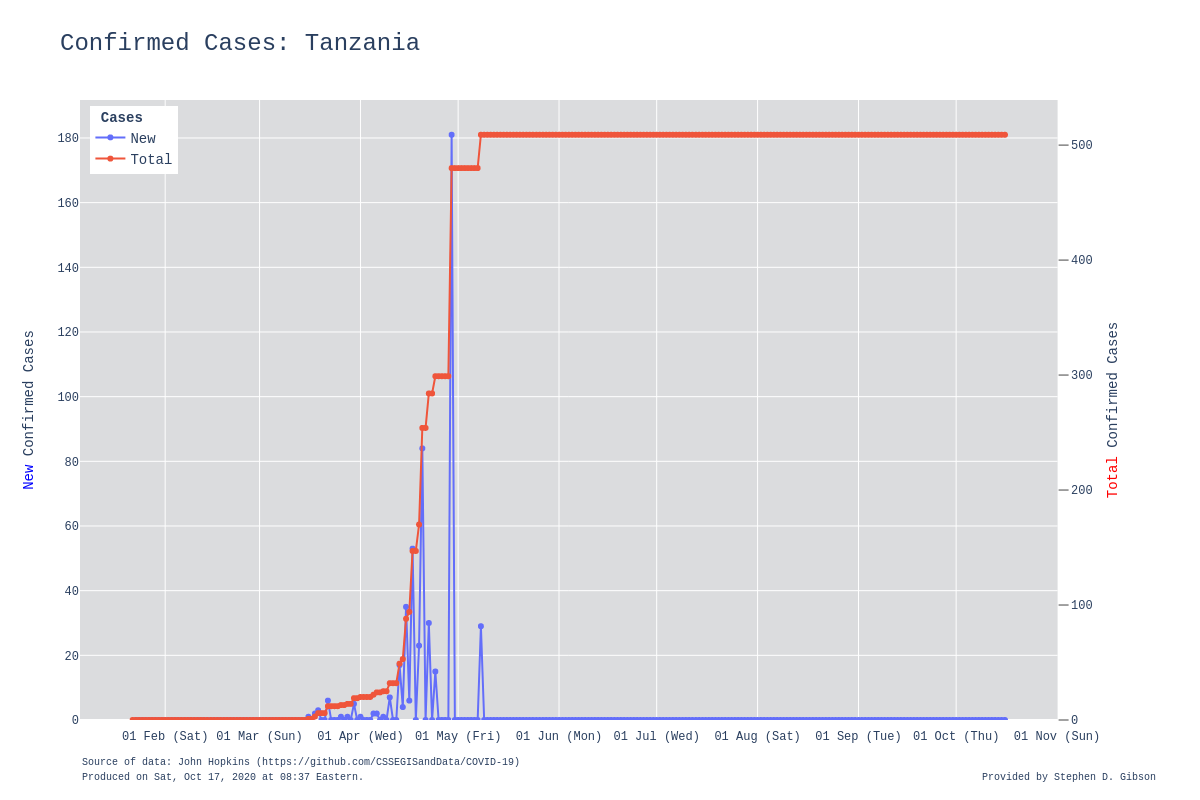 Confirmed Cases: Tanzania
Cases
New
Total
180
160
140
120
100
80
60
40
20
0
500
400
300
200
100
0
New Confirmed Cases
Total Confirmed Cases
01 Feb (Sat) 01 Mar (Sun) 01 Apr (Wed) 01 May (Fri) 01 Jun (Mon) 01 Jul (Wed) 01 Aug (Sat) 01 Sep (Tue) 01 Oct (Thu) 01 Nov (Sun)
Source of data: John Hopkins (https://github.com/CSSEGISandData/COVID-19)
Produced on Sat, Oct 17, 2020 at 08:37 Eastern.
Provided by Stephen D. Gibson